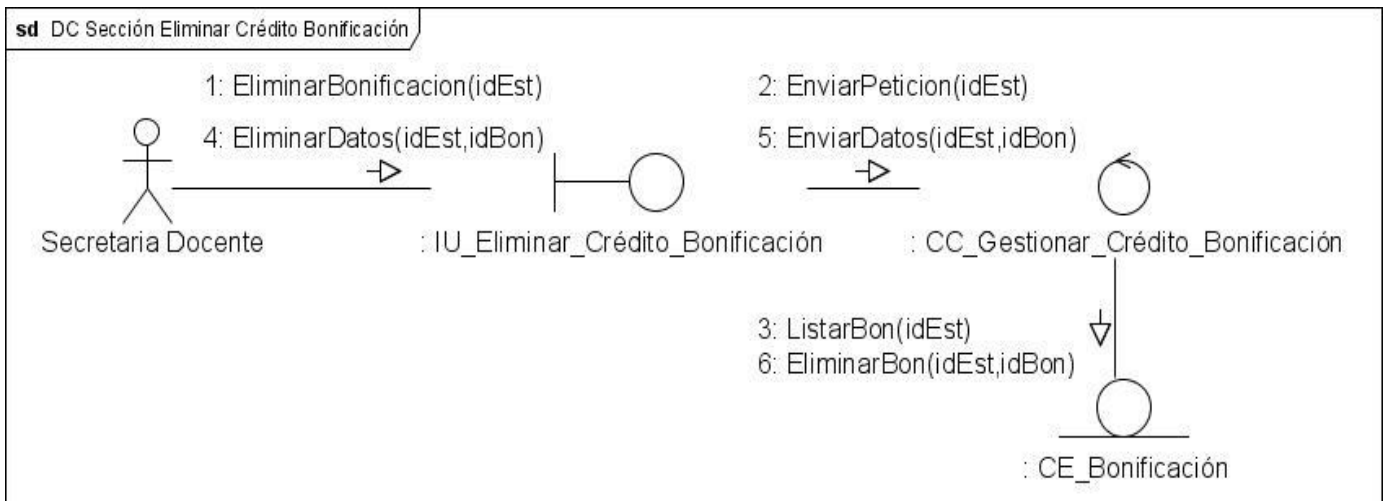 sd DC Sección Eliminar Crédito Bonificación
1: EliminarBonificacion(idEst)
4: EliminarDatos(idEst,idBon)
2: EnviarPeticion(idEst)
5: EnviarDatos(idEst,idBon)
Secretaria Docente
: IU_Eliminar_Crédito_Bonificación
: CC_Gestionar_Crédito_Bonificación
3: ListarBon(idEst)
6: EliminarBon(idEst,idBon)
: CE_Bonificación